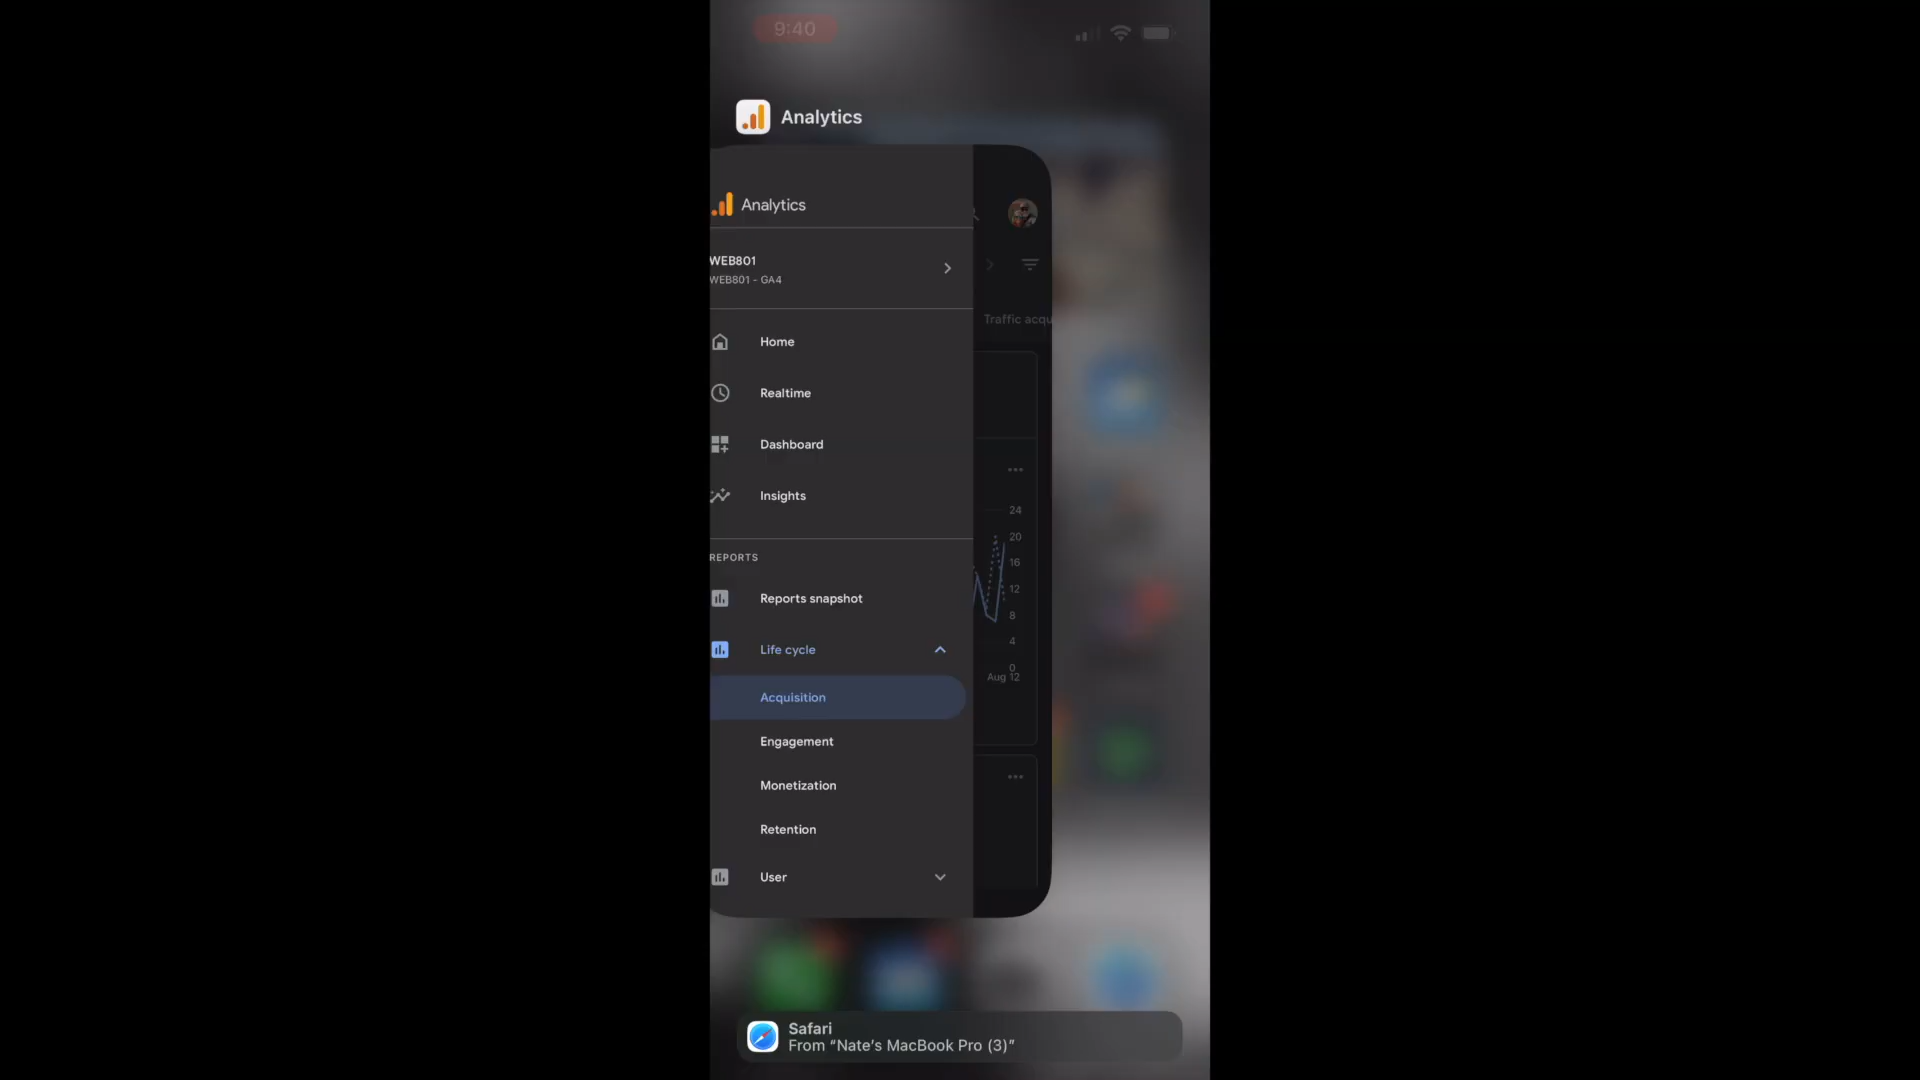 9:40
Analytics
Analytics
WEB801
WEB801 - GA4
Home
Realtime
Dashboard
Insights
REPORTS
Reports snapshot
Life cycle
Acquisition
Engagement
Monetization
Retention
User
Traffic acqu
24
20
16
12
8
4
0
Aug 12
Safari
From “Nate’s MacBook Pro (3)”